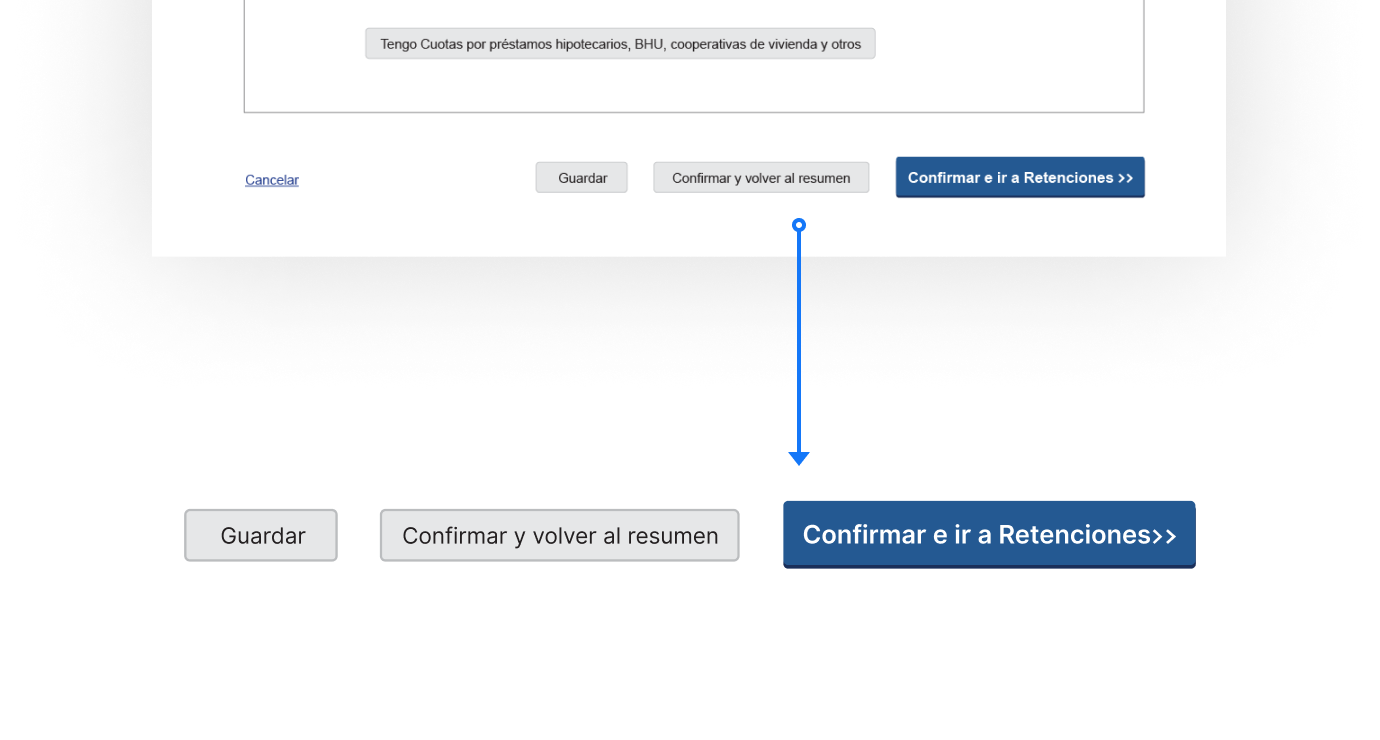 Tengo Cuotas por préstamos hipotecarios, BHU, cooperativas de vivienda y otros
Cancelar
Guardar
Confirmar y volver al resumen
Confirmar e ir a Retenciones >>
Guardar
Confirmar y volver al resumen
Confirmar e ir a Retenciones>>